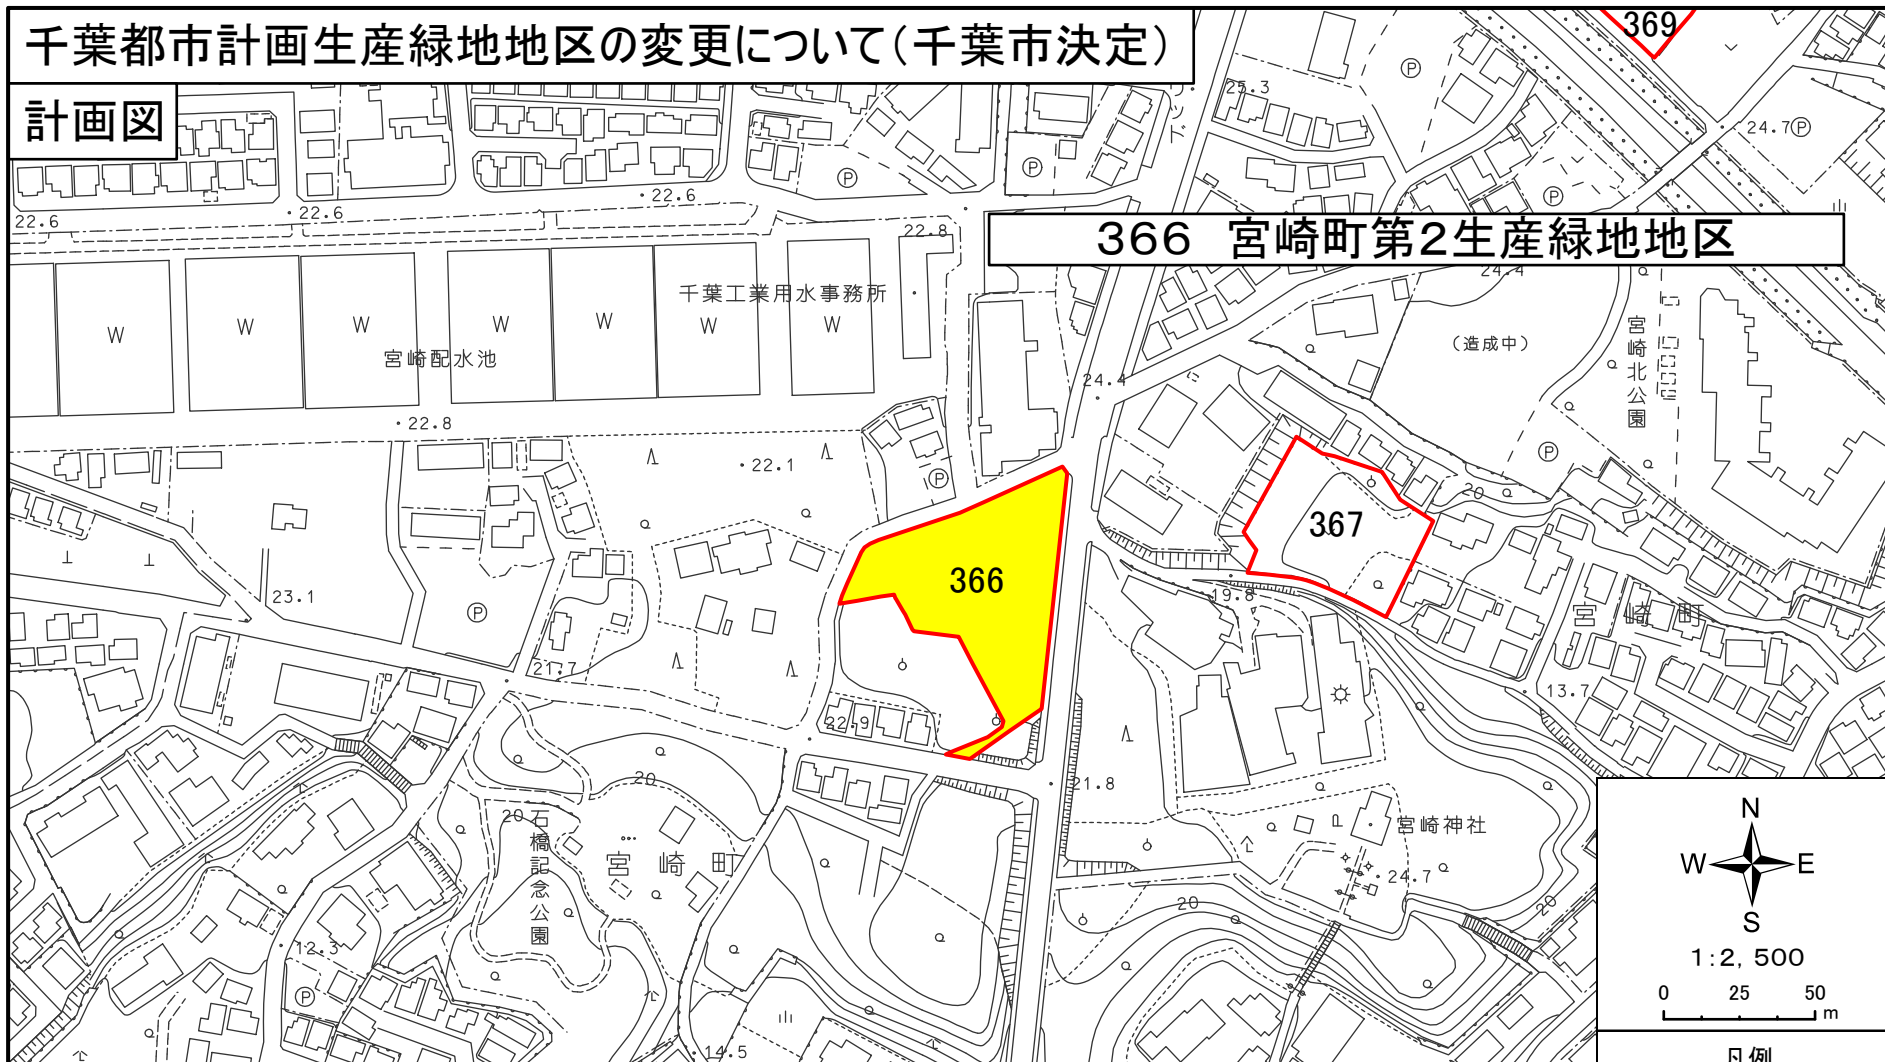 千葉都市計画生産緑地地区の変更について(千葉市決定)
計画図
369
25.3
24.7
P
P
P
P
P
22.6
22.6
22.6
22.8
366 宮崎町第2生産緑地地区
24.4
千葉工業用水事務所
W
W
W
W
W
W
W
宮崎配水池
(造成中)
宮崎北公園
24.4
22.8
22.1
P
P
20
367
366
23.1
P
19.8
宮崎町
21.7
13.7
22.9
20
21.8
20
石橋記念公園
宮崎町
宮崎神社
24.7
20
20
12.3
P
14.5
N
W
E
S
1:2,500
0 25 50
m
凡例